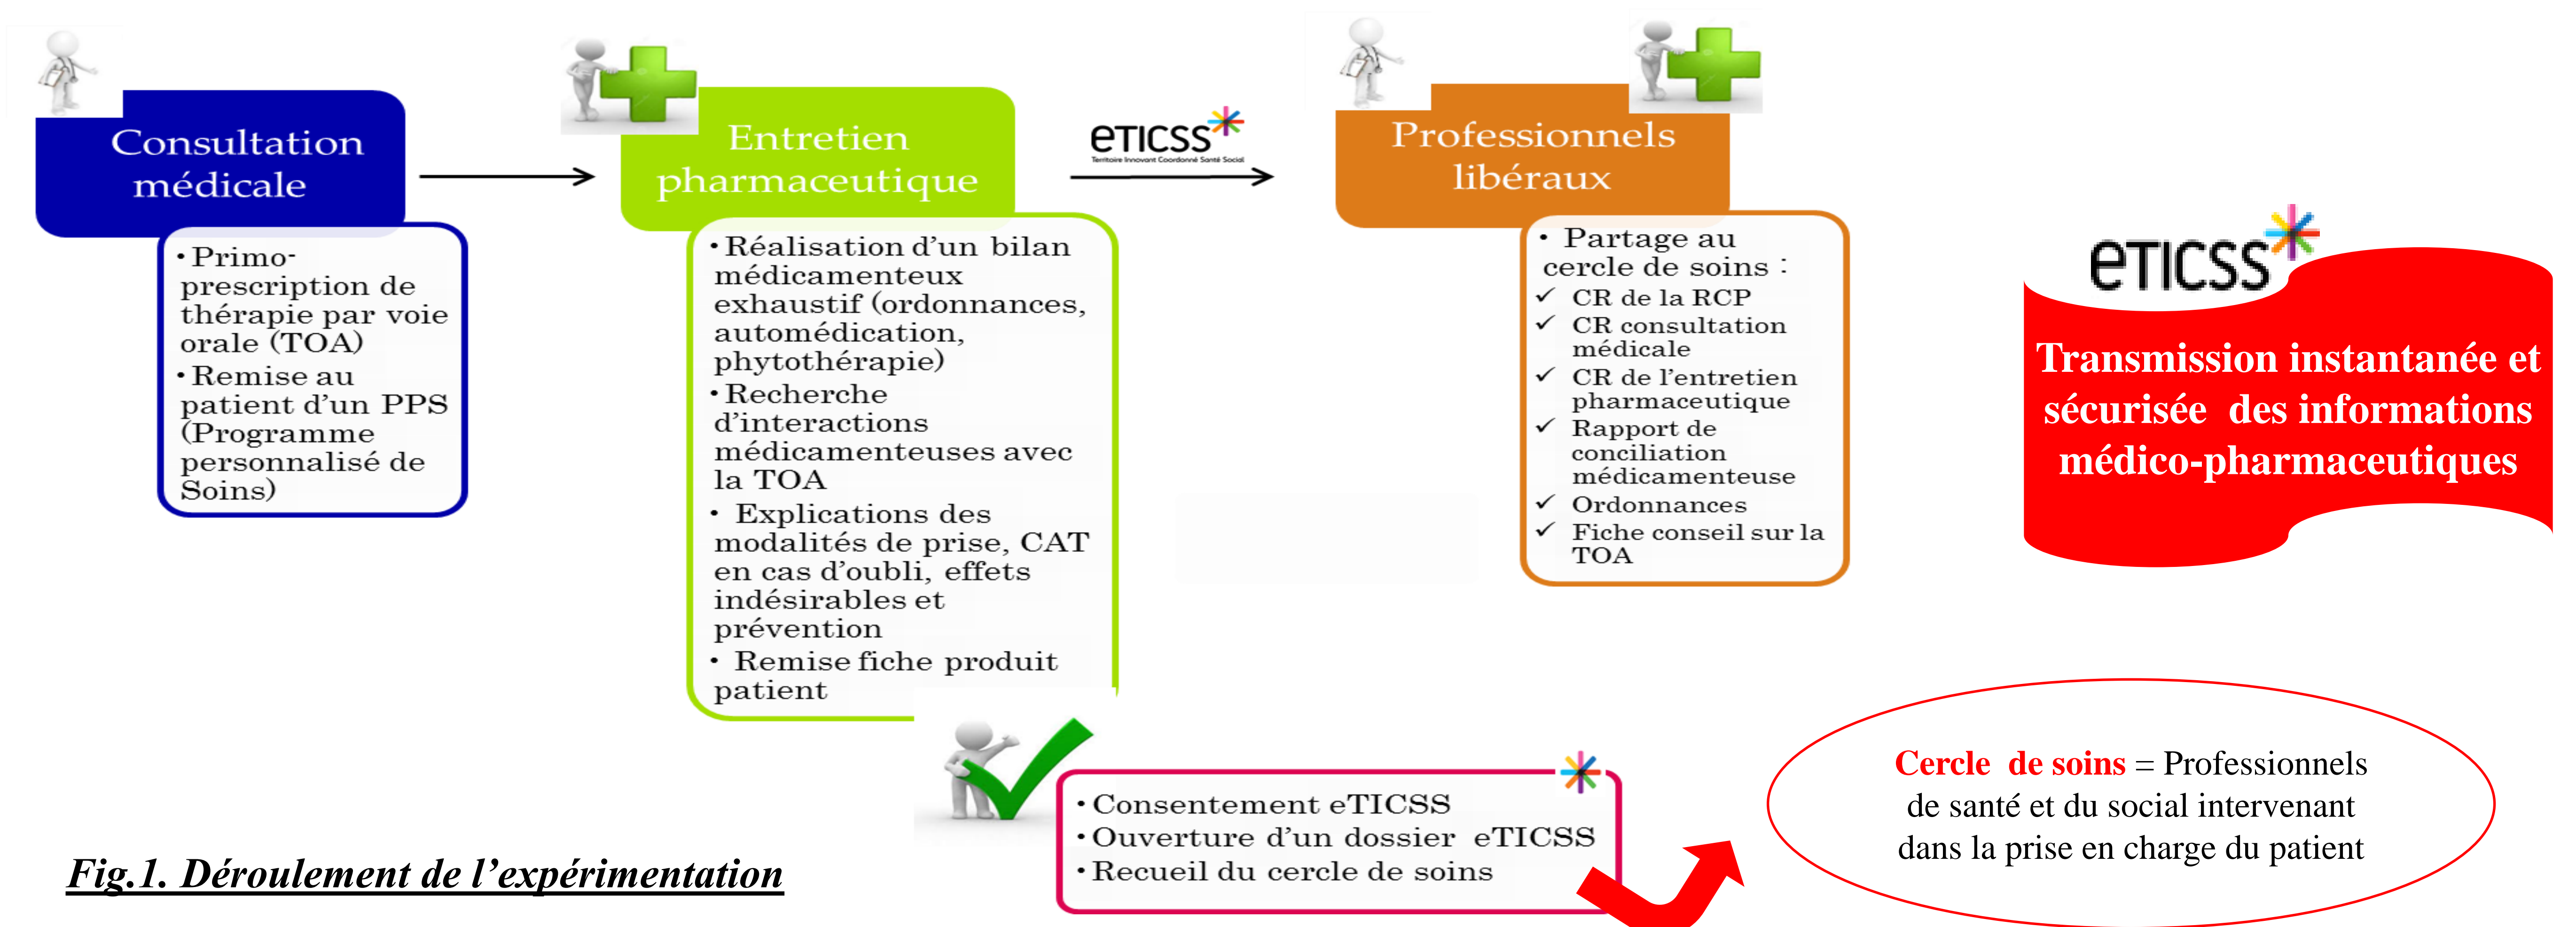 Consultation
médicale
•Primo-
prescription de
thérapie par voie
orale (TOA)
•Remise au
patient d'un PPS
(Programme
personnalisé de
Soins)
Entretien
pharmaceutique
•Réalisation d'un bilan
médicamenteux
exhaustif (ordonnances,
automédication,
phytothérapie)
•Recherche
d'interactions
médicamenteuses avec
la TOA
• Explications des
modalités de prise, CAT
en cas d'oubli, effets
indésirables et
prévention
• Remise fiche produit
patient
eTICSS
Territoire Innovant Coordonné Santé Social
Professionnels
libéraux
• Partage au
cercle de soins :
✓ CR de la RCP
✓ CR consultation
médicale
✓ CR de l'entretien
pharmaceutique
✓ Rapport de
conciliation
médicamenteuse
✓ Ordonnances
✓ Fiche conseil sur la
TOA
eTICSS
Transmission instantanée et
sécurisée des informations
médico-pharmaceutiques
•Consentement eTICSS
•Ouverture d'un dossier eTICSS
•Recueil du cercle de soins
Cercle de soins = Professionnels
de santé et du social intervenant
dans la prise en charge du patient
Fig.1. Déroulement de l'expérimentation